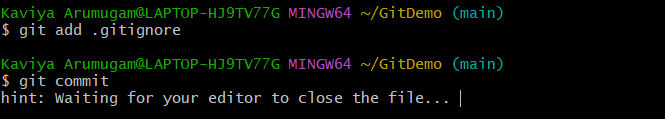 Kaviya Arumugam@LAPTOP-HJ9TV77G MINGW64 ~/GitDemo (main)
$ git add .gitignore
Kaviya Arumugam@LAPTOP-HJ9TV77G MINGW64 ~/GitDemo (main)
$ git commit
hint: Waiting for your editor to close the file...